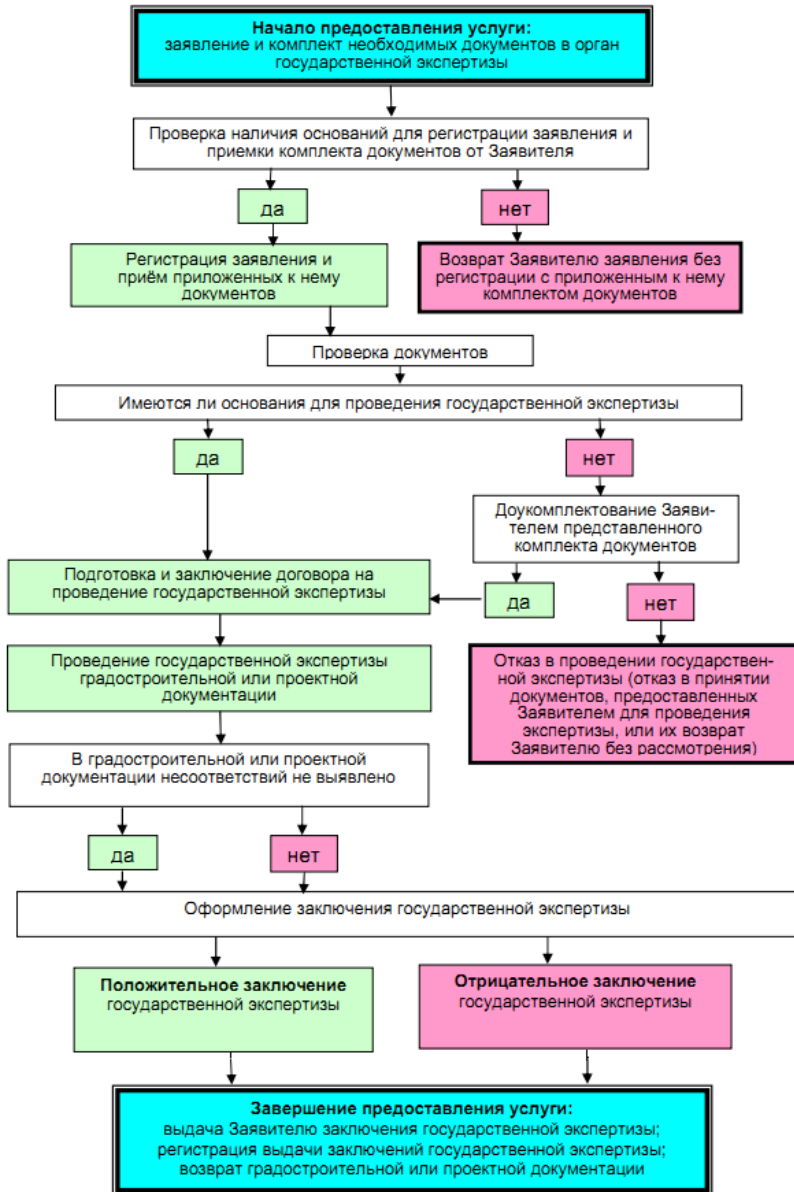 Начало предоставления услуги:
заявление и комплект необходимых документов в орган
государственной экспертизы
Проверка наличия оснований для регистрации заявления и
приемки комплекта документов от Заявителя
да
нет
Регистрация заявления и
приём приложенных к нему
документов
Возврат Заявителю заявления без
регистрации с приложенным к нему
комплектом документов
Проверка документов
Имеются ли основания для проведения государственной экспертизы
да
нет
Доукомплектование Заяви-
телем представленного
комплекта документов
Подготовка и заключение договора на
проведение государственной экспертизы
да
нет
Проведение государственной экспертизы
градостроительной или проектной
документации
Отказ в проведении государствен-
ной экспертизы (отказ в принятии
документов, предоставленных
Заявителем для проведения
экспертизы, или их возврат
Заявителю без рассмотрения)
В градостроительной или проектной
документации несоответствий не выявлено
да
нет
Оформление заключения государственной экспертизы
Положительное заключение
государственной экспертизы
Отрицательное заключение
государственной экспертизы
Завершение предоставления услуги:
выдача Заявителю заключения государственной экспертизы;
регистрация выдачи заключений государственной экспертизы;
возврат градостроительной или проектной документации